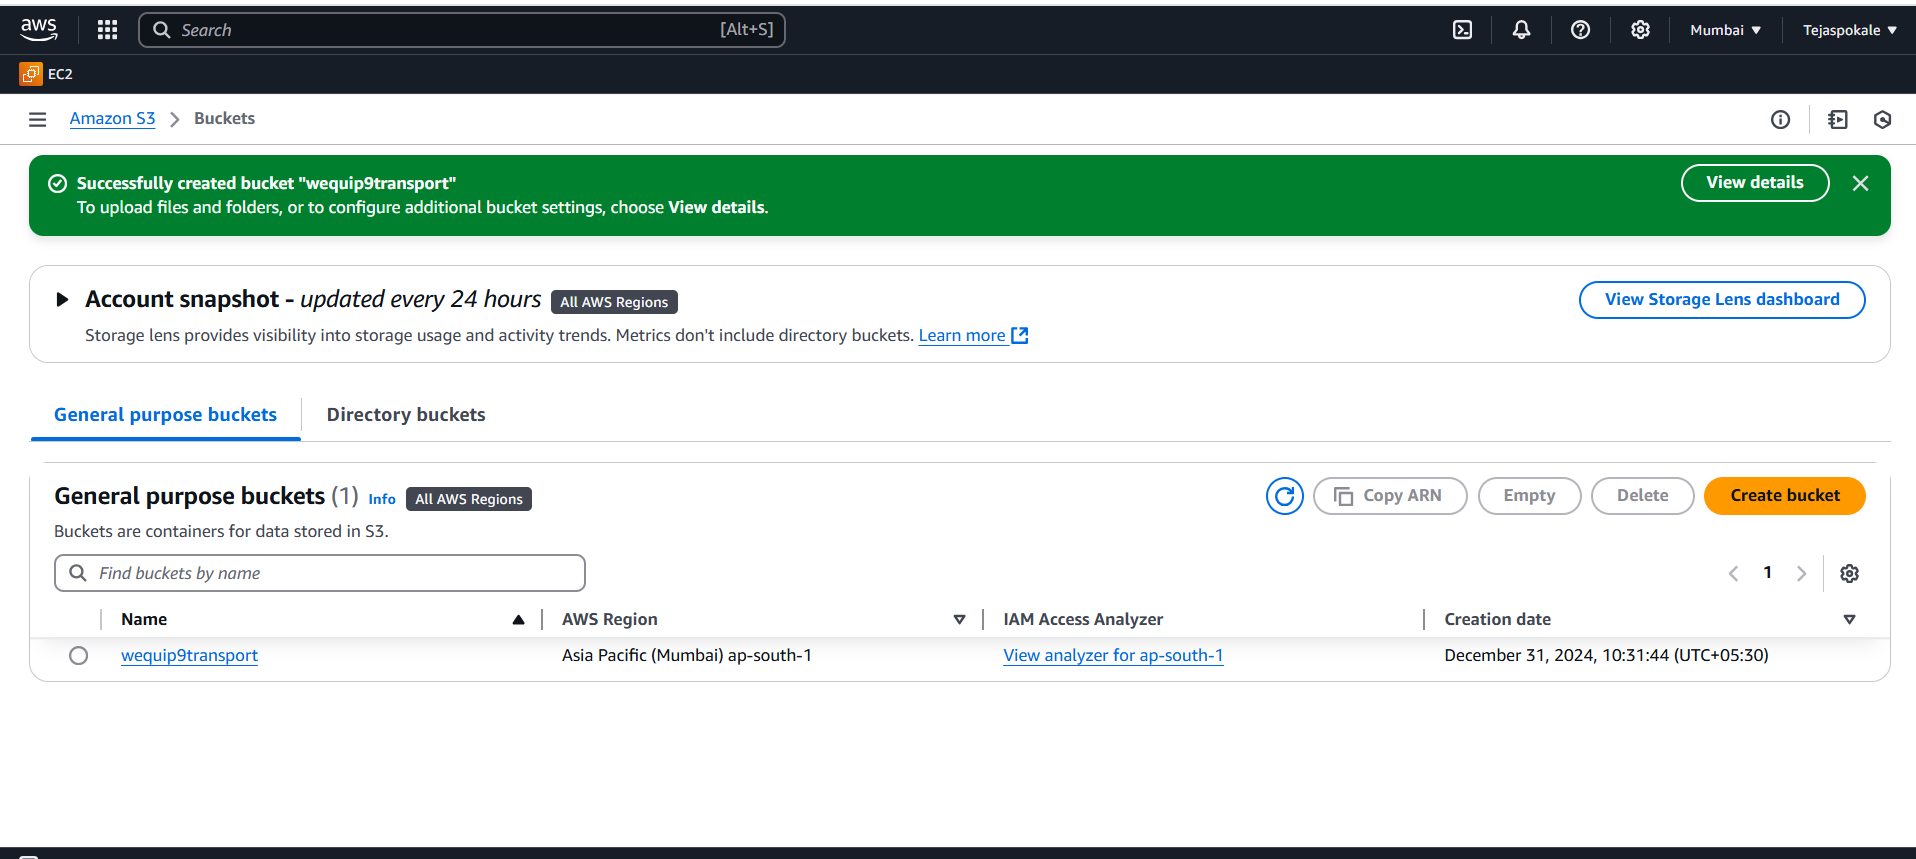 aws Search [Alt+S] Mumbai Tejaspokale
EC2
Amazon S3 Buckets
Successfully created bucket "wequip9transport" View details
To upload files and folders, or to configure additional bucket settings, choose View details.
Account snapshot - updated every 24 hours All AWS Regions View Storage Lens dashboard
Storage lens provides visibility into storage usage and activity trends. Metrics don't include directory buckets. Learn more
General purpose buckets Directory buckets
General purpose buckets (1) Info All AWS Regions Copy ARN Empty Delete Create bucket
Buckets are containers for data stored in S3.
Find buckets by name 1
Name AWS Region IAM Access Analyzer Creation date
wequip9transport Asia Pacific (Mumbai) ap-south-1 View analyzer for ap-south-1 December 31, 2024, 10:31:44 (UTC+05:30)